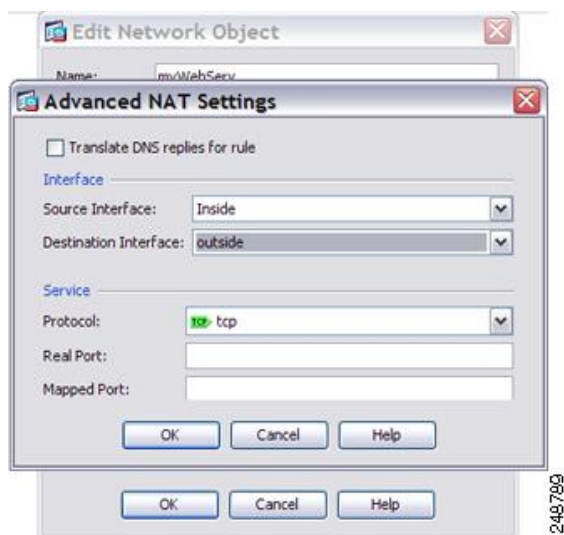 Edit Network Object
Name: myWebServ
Advanced NAT Settings
Translate DNS replies for rule
Interface
Source Interface: Inside
Destination Interface: outside
Service
Protocol: TCP tcp
Real Port:
Mapped Port:
OK Cancel Help
OK Cancel Help
248789